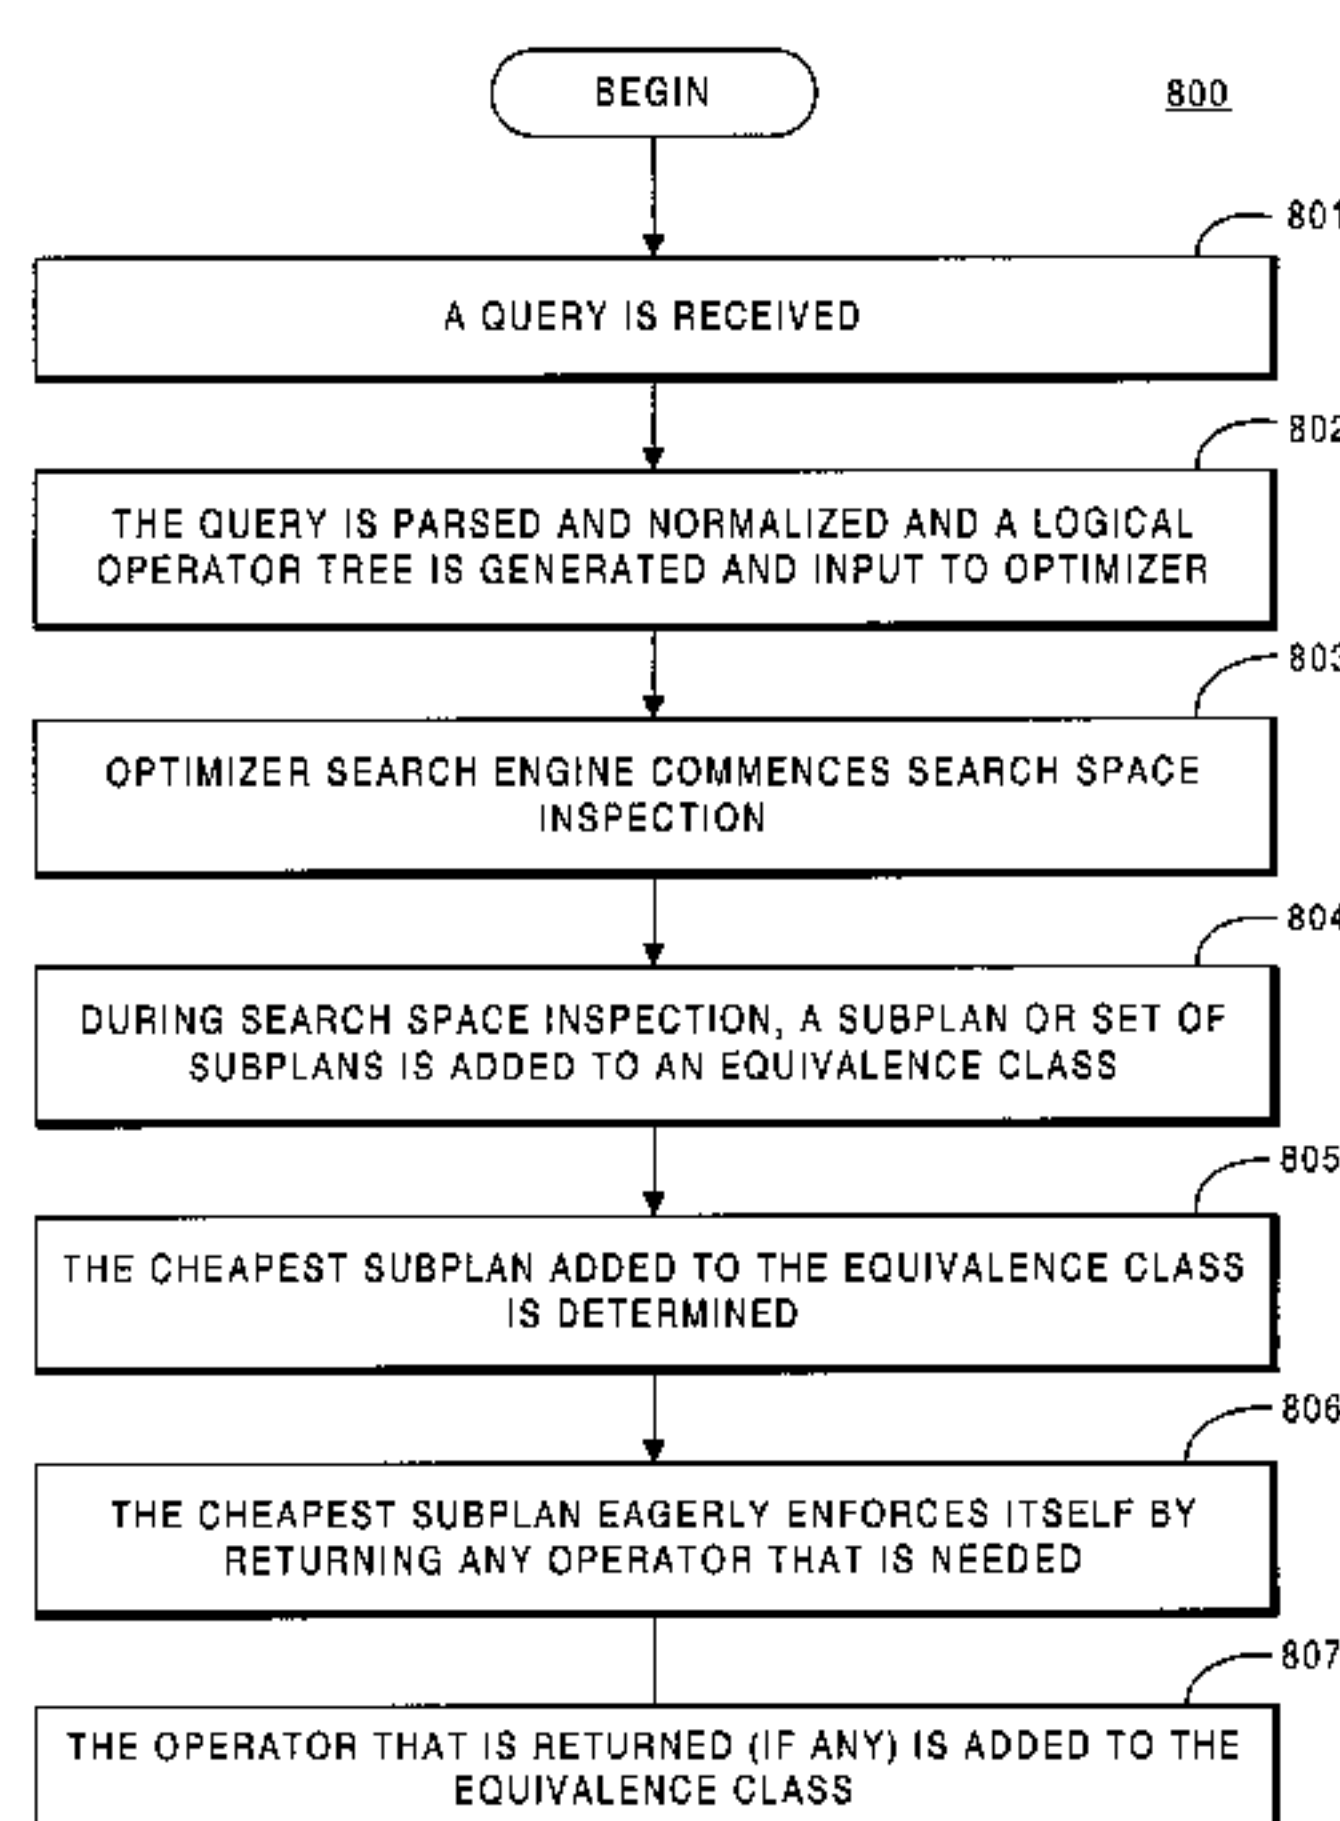 BEGIN
800
801
A QUERY IS RECEIVED
802
THE QUERY IS PARSED AND NORMALIZED AND A LOGICAL
OPERATOR TREE IS GENERATED AND INPUT TO OPTIMIZER
803
OPTIMIZER SEARCH ENGINE COMMENCES SEARCH SPACE
INSPECTION
804
DURING SEARCH SPACE INSPECTION, A SUBPLAN OR SET OF
SUBPLANS IS ADDED TO AN EQUIVALENCE CLASS
805
THE CHEAPEST SUBPLAN ADDED TO THE EQUIVALENCE CLASS
IS DETERMINED
806
THE CHEAPEST SUBPLAN EAGERLY ENFORCES ITSELF BY
RETURNING ANY OPERATOR THAT IS NEEDED
807
THE OPERATOR THAT IS RETURNED (IF ANY) IS ADDED TO THE
EQUIVALENCE CLASS